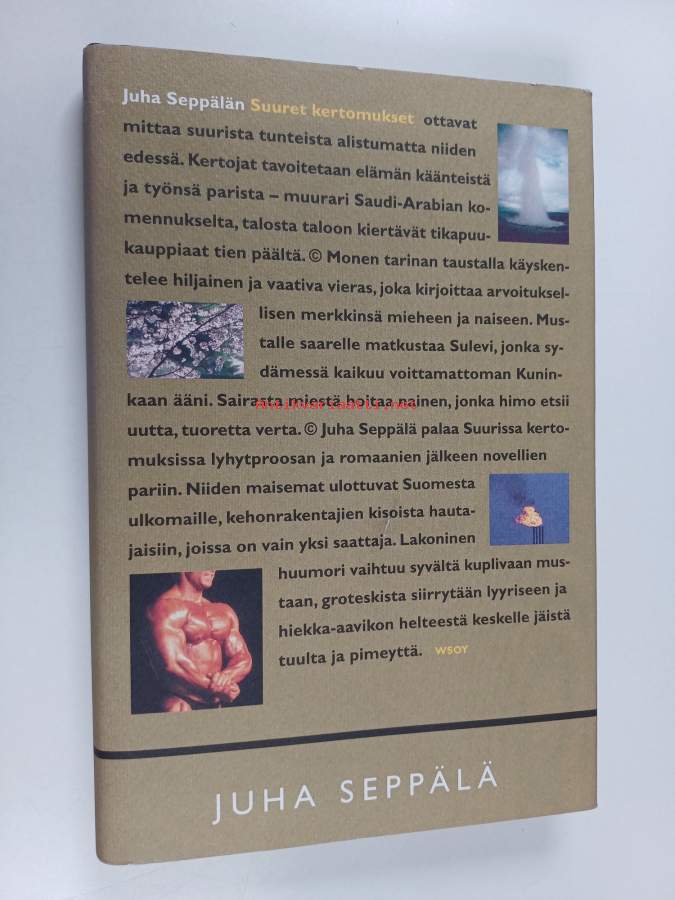 Juha Seppälän Suuret kertomukset ottavat
mittaa suurista tunteista alistumatta niiden
edessä. Kertojat tavoitetaan elämän käänteistä
ja työnsä parista – muurari Saudi-Arabian ko-
mennukselta, talosta taloon kiertävät tikapuu-
kauppiaat tien päältä. © Monen tarinan taustalla käysken-
telee hiljainen ja vaativa vieras, joka kirjoittaa arvoituksel-
lisen merkkinsä mieheen ja naiseen. Mus-
talle saarelle matkustaa Sulevi, jonka sy-
dämessä kaikuu voittamattoman Kunin-
kaan ääni. Sairasta miestä hoitaa nainen, jonka himo etsii
Antikvariaatti.net
uutta, tuoretta verta. © Juha Seppälä palaa Suurissa kerto-
muksissa lyhytproosan ja romaanien jälkeen novellien
pariin. Niiden maisemat ulottuvat Suomesta
ulkomaille, kehonrakentajien kisoista hauta-
jaisiin, joissa on vain yksi saattaja. Lakoninen
huumori vaihtuu syvältä kuplivaan mus-
taan, groteskista siirrytään lyyriseen ja
hiekka-aavikon helteestä keskelle jäistä
tuulta ja pimeyttä. WSOY
JUHA SEPPÄLÄ